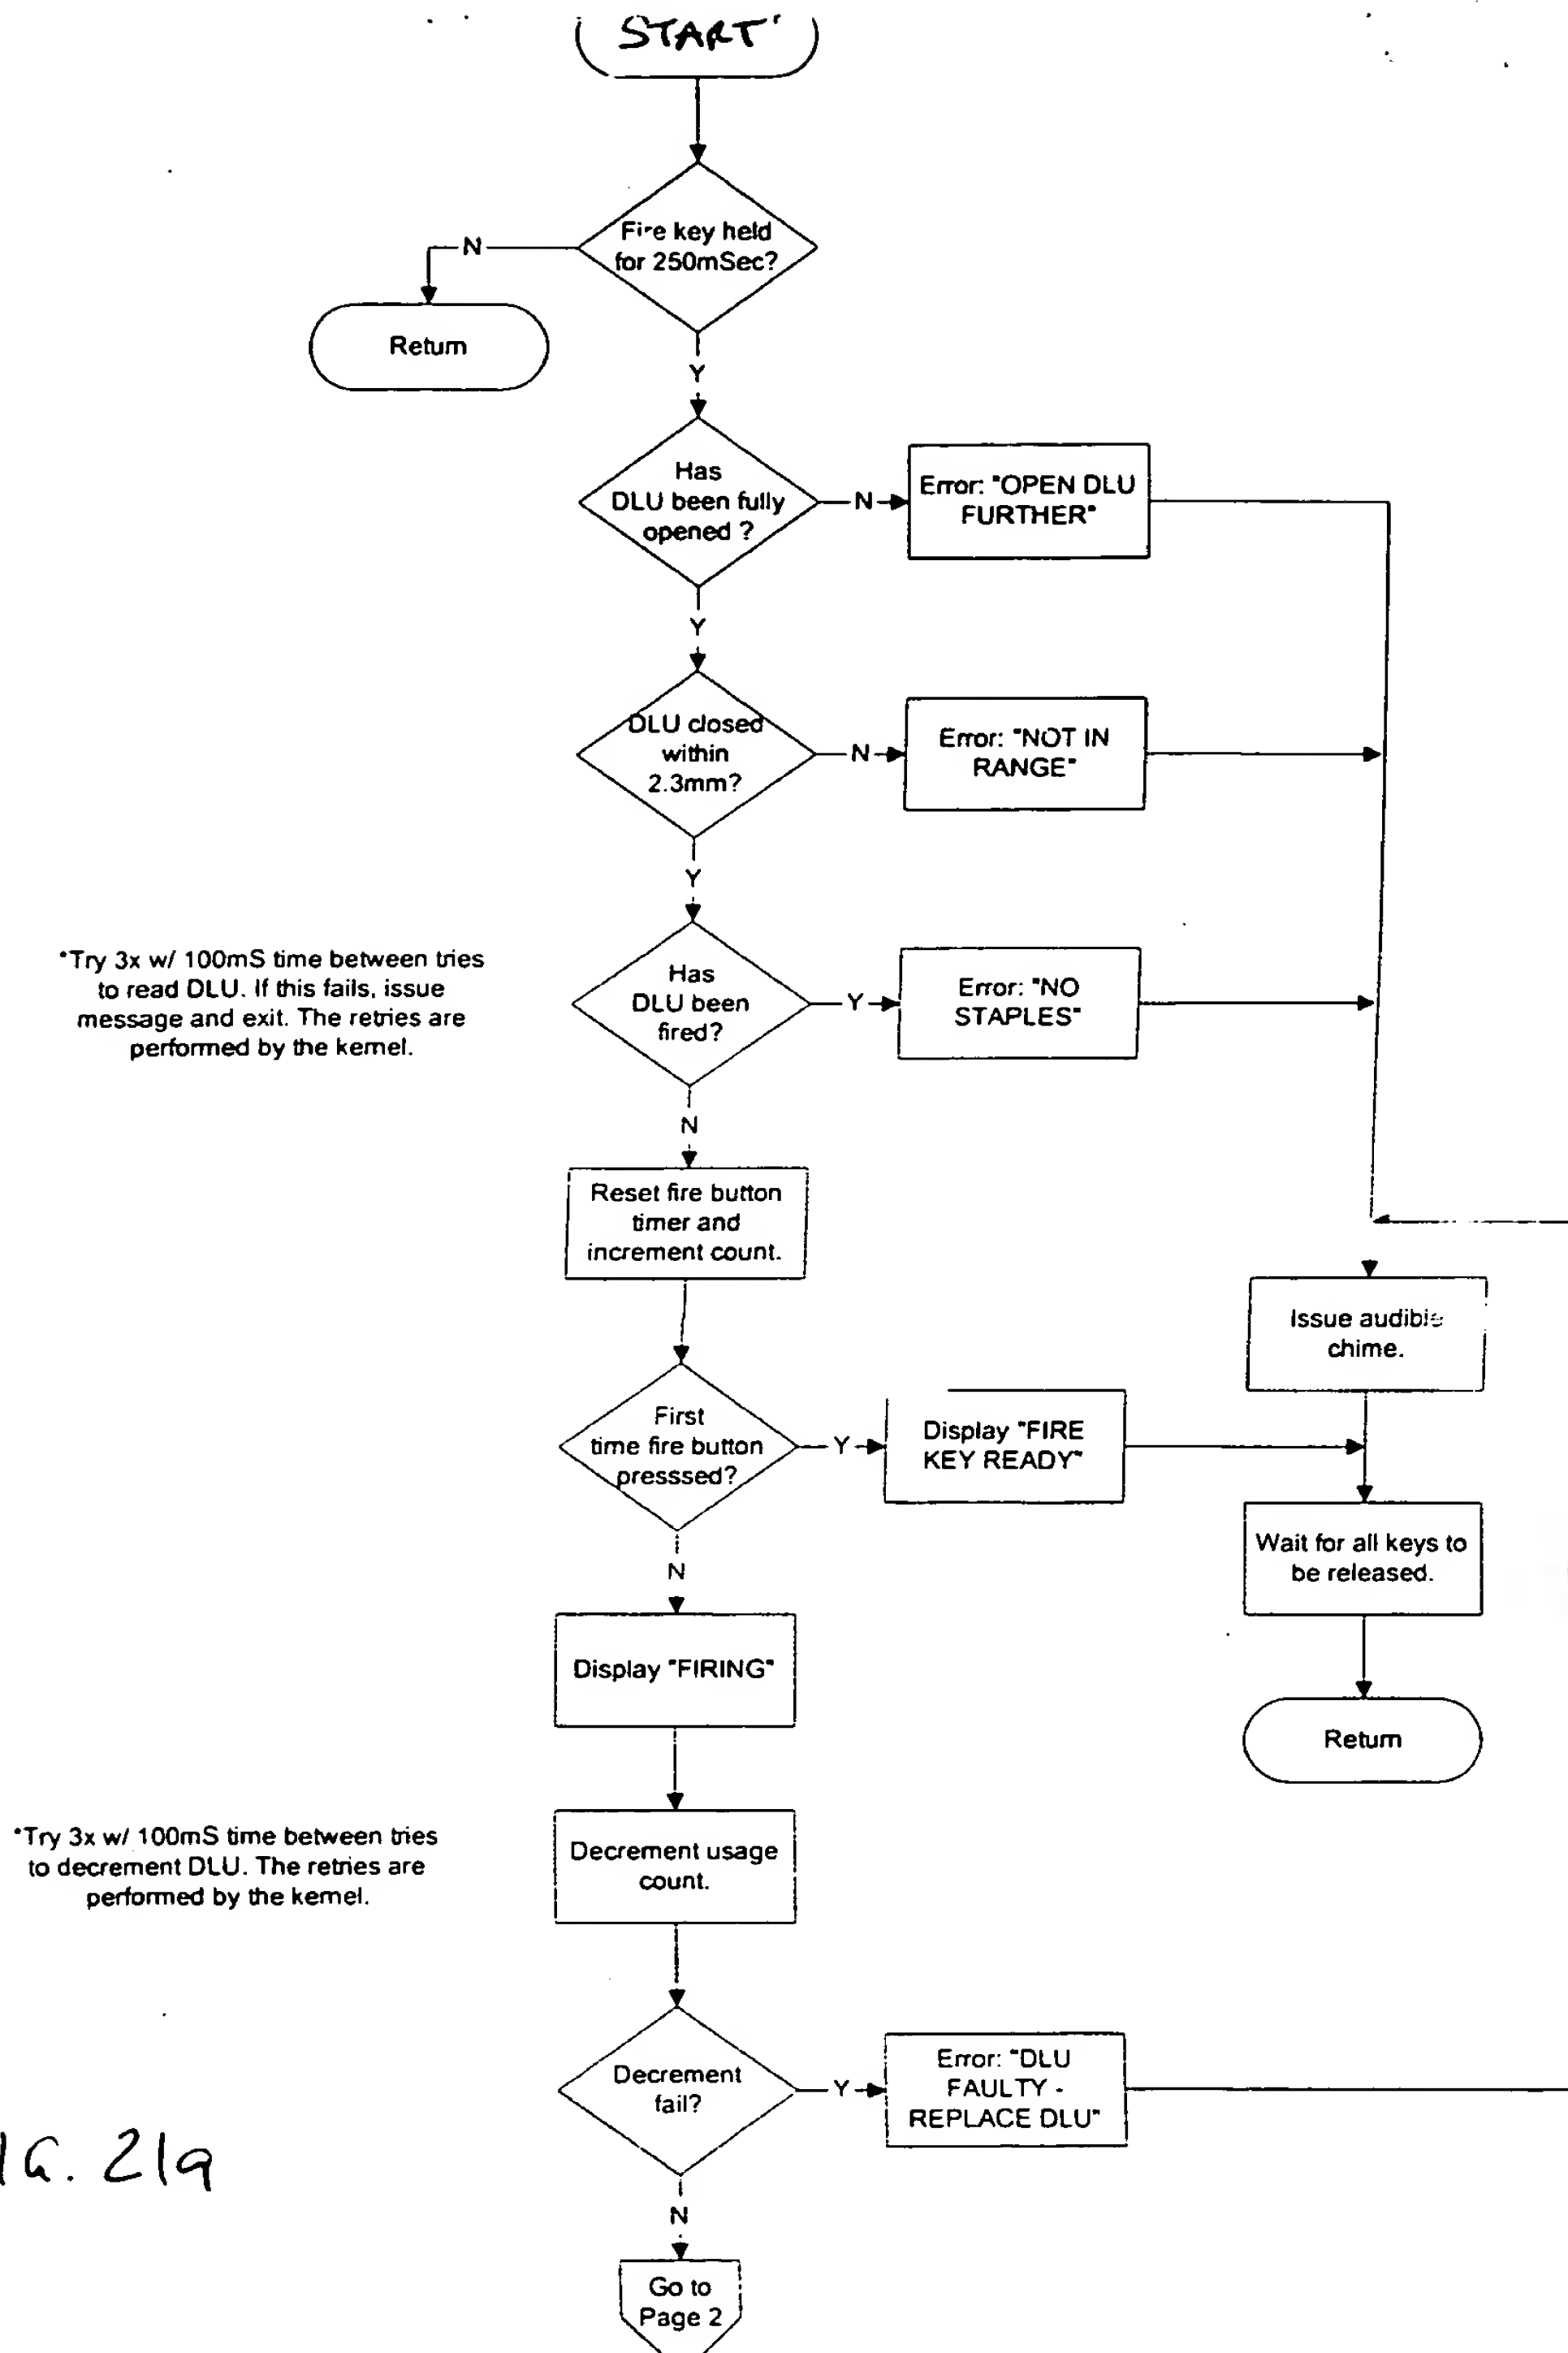 START
Fire key held
for 250mSec?
N
Return
Y
Has
DLU been fully
opened ?
N
Error: "OPEN DLU
FURTHER"
Y
DLU closed
within
2.3mm?
N
Error: "NOT IN
RANGE"
Y
*Try 3x w/ 100mS time between tries
to read DLU. If this fails, issue
message and exit. The retries are
performed by the kernel.
Has
DLU been
fired?
Y
Error: "NO
STAPLES"
N
Reset fire button
timer and
increment count.
Issue audible
chime.
First
time fire button
presssed?
Y
Display "FIRE
KEY READY"
Wait for all keys to
be released.
N
Display "FIRING"
Return
*Try 3x w/ 100mS time between tries
to decrement DLU. The retries are
performed by the kernel.
Decrement usage
count.
Decrement
fail?
Y
Error: "DLU
FAULTY -
REPLACE DLU"
IG. 21a
N
Go to
Page 2